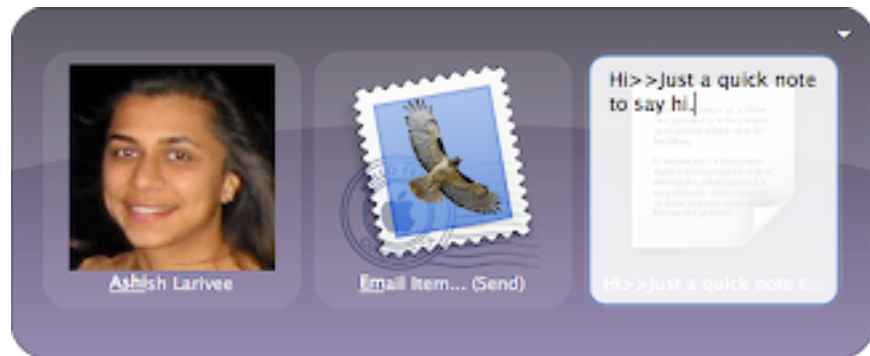 Hi>>Just a quick note
to say hi.
Ashish Larivee
Email Item... (Send)
Hi>>Just a quick note t...